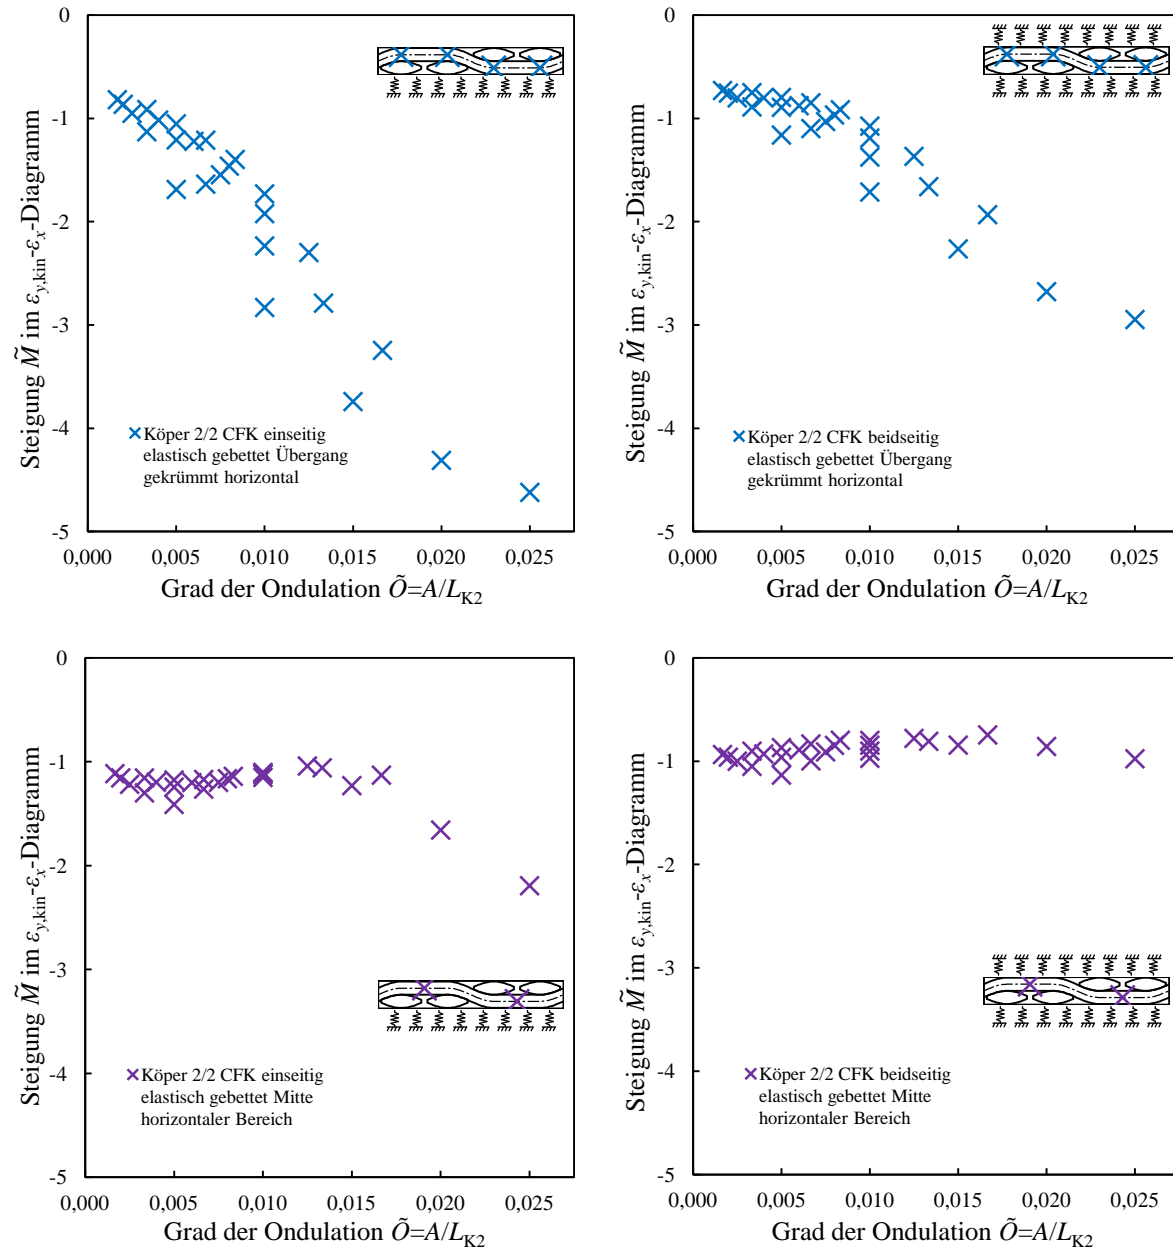 0
-1
-2
-3
-4
-5
Steigung M̃ im εy,kin-εx-Diagramm
Köper 2/2 CFK einseitig
elastisch gebettet Übergang
gekrümmt horizontal
0,000 0,005 0,010 0,015 0,020 0,025
Grad der Ondulation Õ=A/LK2
0
-1
-2
-3
-4
-5
Steigung M̃ im εy,kin-εx-Diagramm
Köper 2/2 CFK beidseitig
elastisch gebettet Übergang
gekrümmt horizontal
0,000 0,005 0,010 0,015 0,020 0,025
Grad der Ondulation Õ=A/LK2
0
-1
-2
-3
-4
-5
Steigung M̃ im εy,kin-εx-Diagramm
Köper 2/2 CFK einseitig
elastisch gebettet Mitte
horizontaler Bereich
0,000 0,005 0,010 0,015 0,020 0,025
Grad der Ondulation Õ=A/LK2
0
-1
-2
-3
-4
-5
Steigung M̃ im εy,kin-εx-Diagramm
Köper 2/2 CFK beidseitig
elastisch gebettet Mitte
horizontaler Bereich
0,000 0,005 0,010 0,015 0,020 0,025
Grad der Ondulation Õ=A/LK2